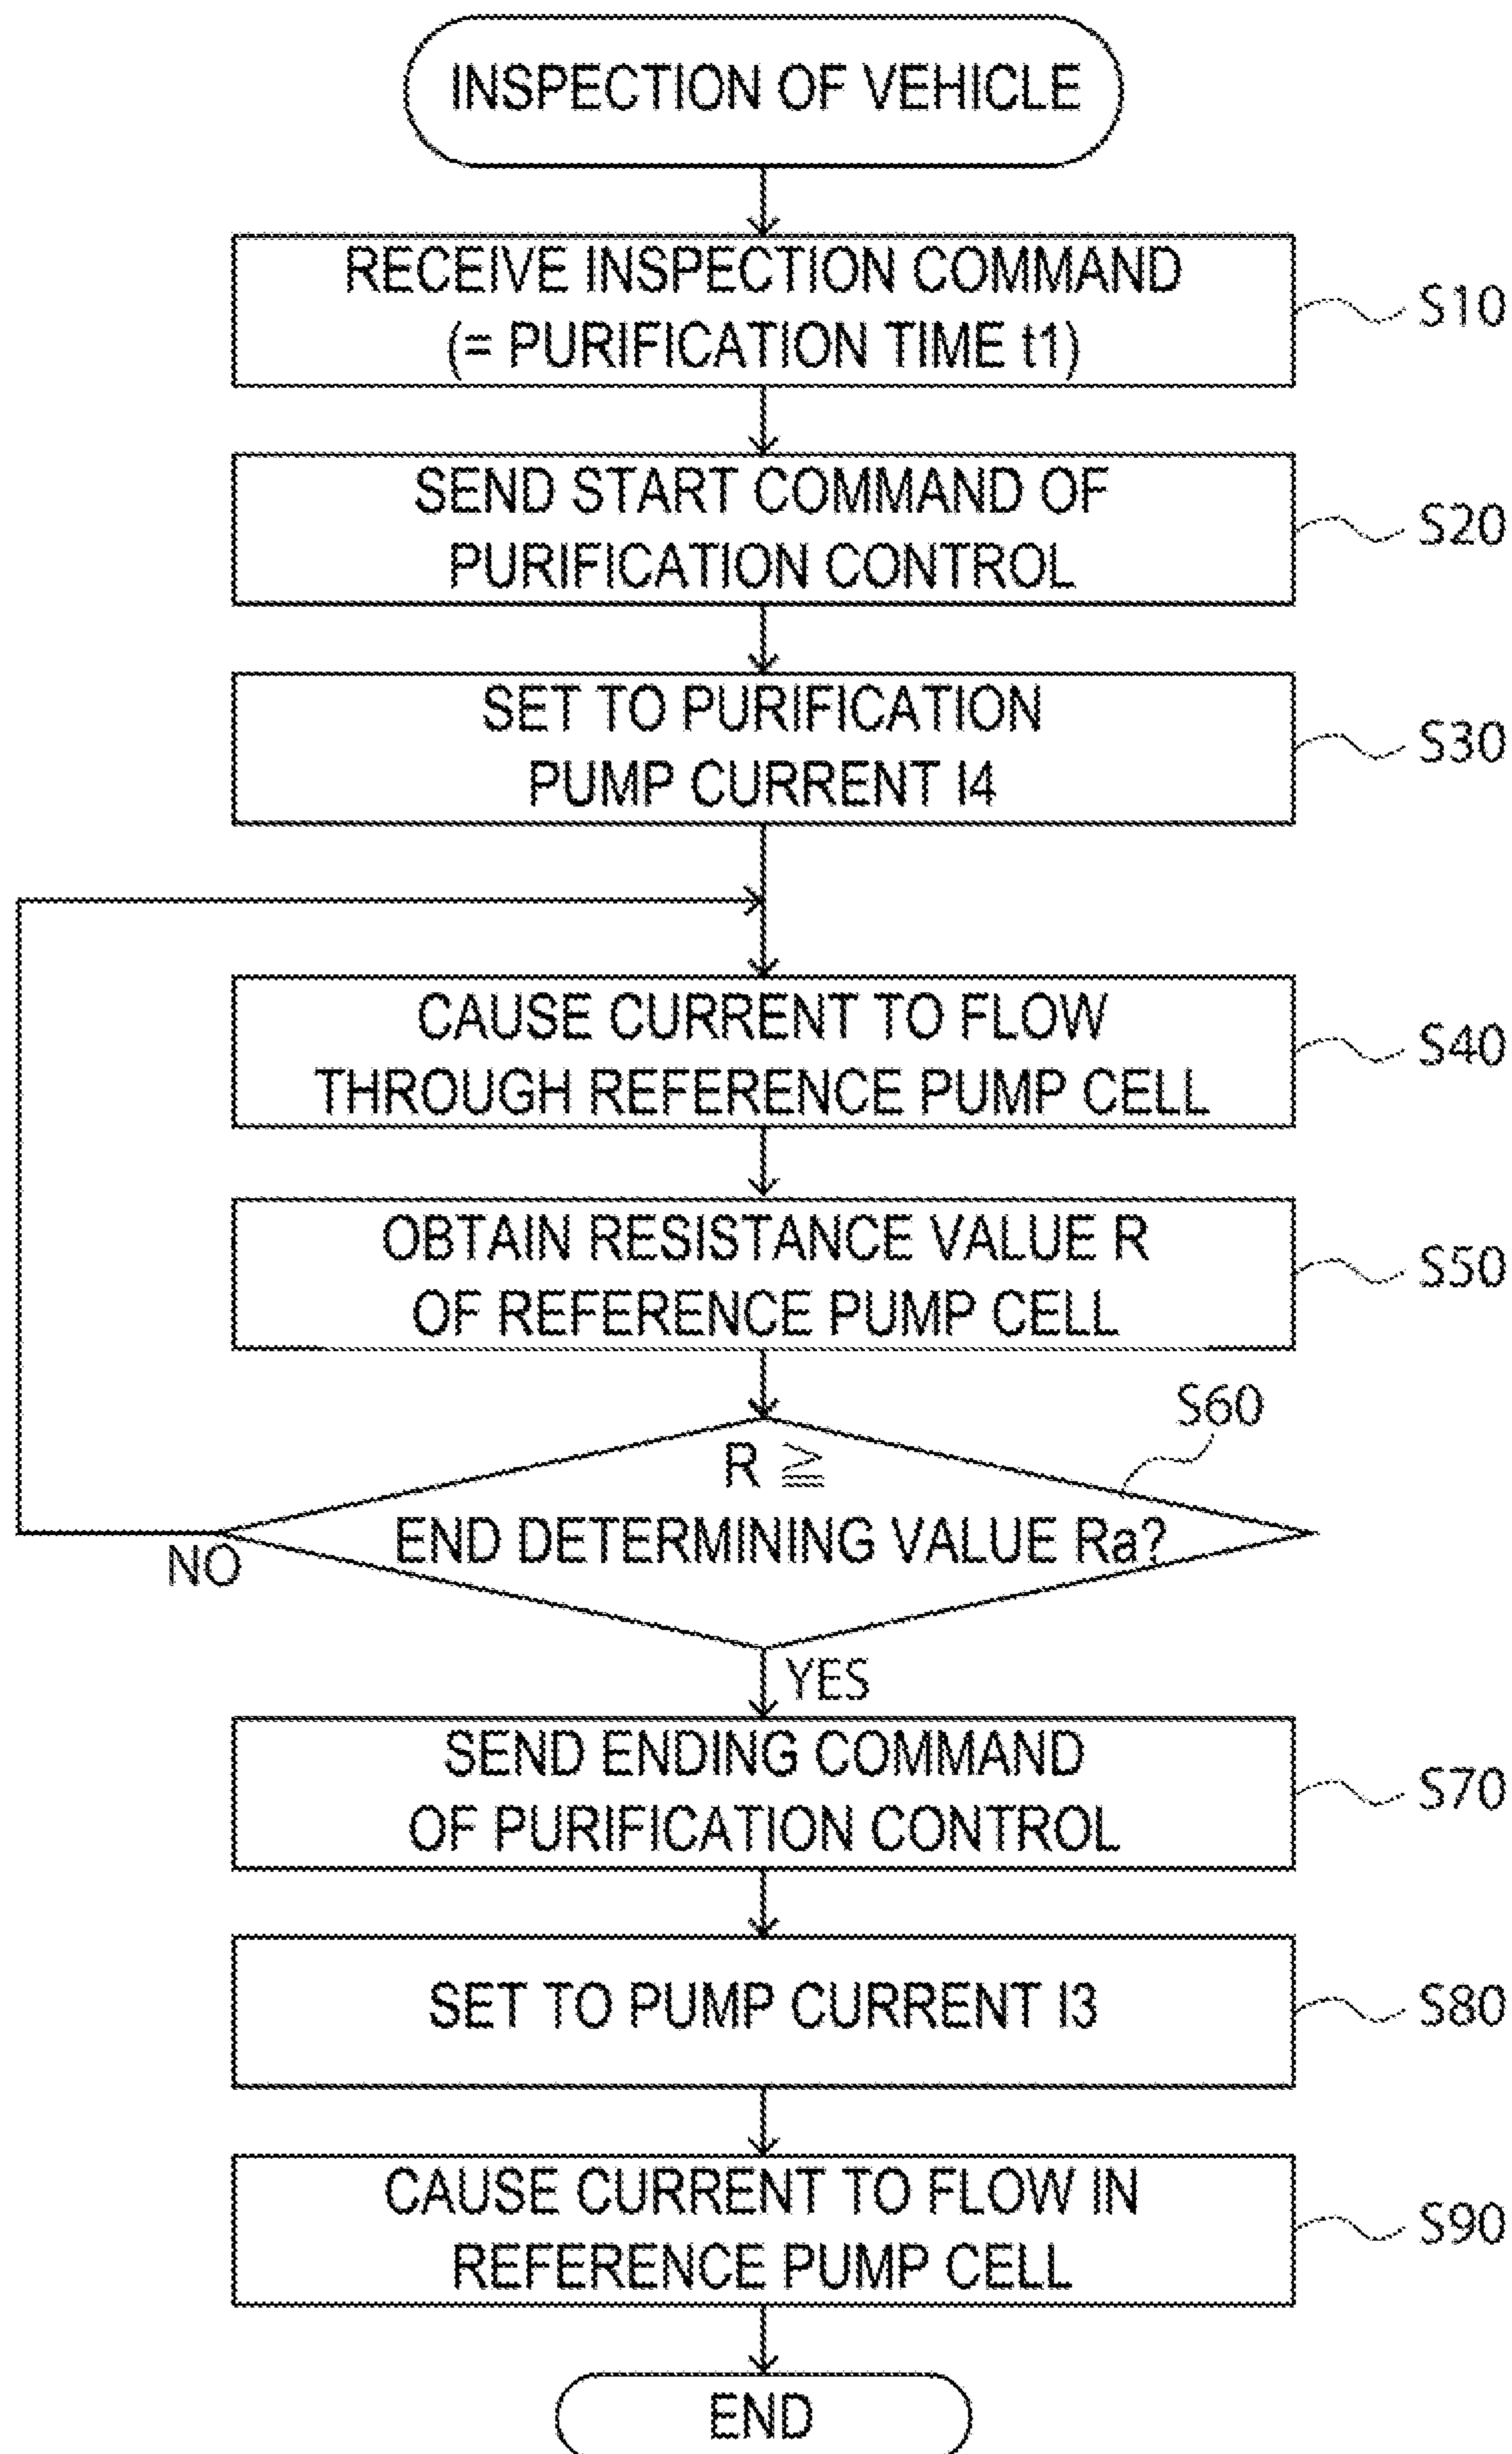 INSPECTION OF VEHICLE
RECEIVE INSPECTION COMMAND
(= PURIFICATION TIME t1)
S10
SEND START COMMAND OF
PURIFICATION CONTROL
S20
SET TO PURIFICATION
PUMP CURRENT I4
S30
CAUSE CURRENT TO FLOW
THROUGH REFERENCE PUMP CELL
S40
OBTAIN RESISTANCE VALUE R
OF REFERENCE PUMP CELL
S50
S60
R ≧
END DETERMINING VALUE Ra?
NO
YES
SEND ENDING COMMAND
OF PURIFICATION CONTROL
S70
SET TO PUMP CURRENT I3
S80
CAUSE CURRENT TO FLOW IN
REFERENCE PUMP CELL
S90
END